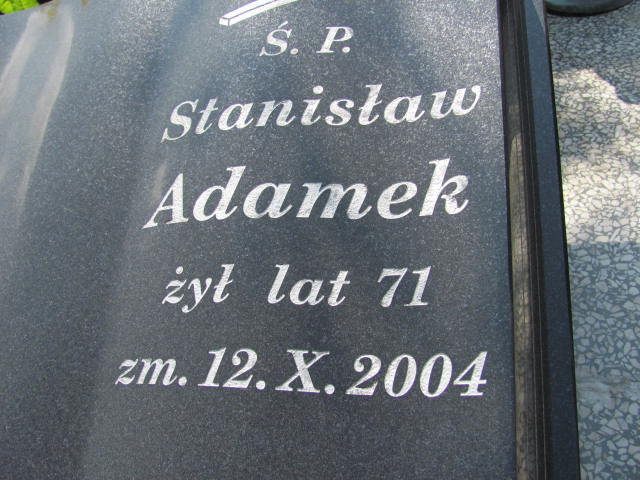 Ś. P.
Stanisław
Adamek
żył lat 71
zm. 12. X. 2004